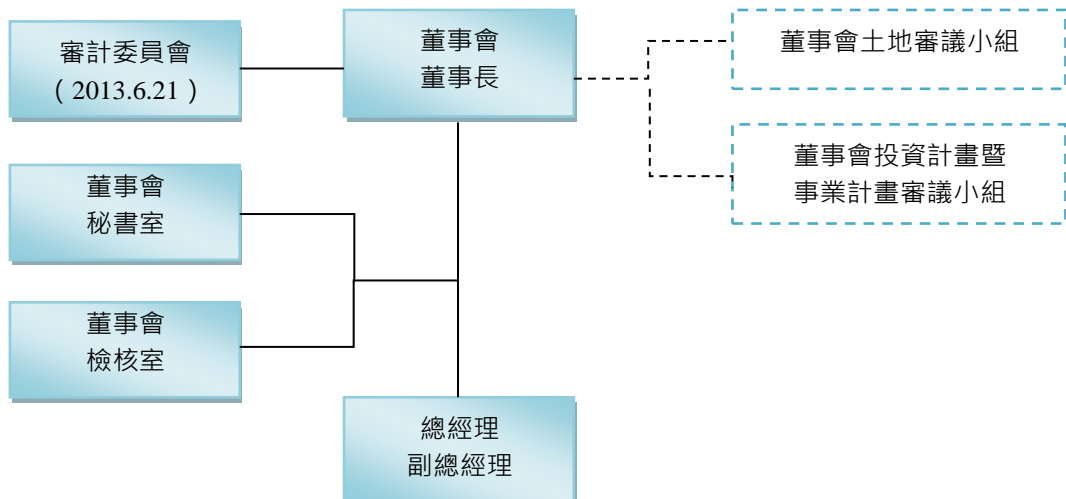 審計委員會
（2013.6.21）
董事會
董事長
董事會土地審議小組
董事會投資計畫暨
事業計畫審議小組
董事會
秘書室
董事會
檢核室
總經理
副總經理